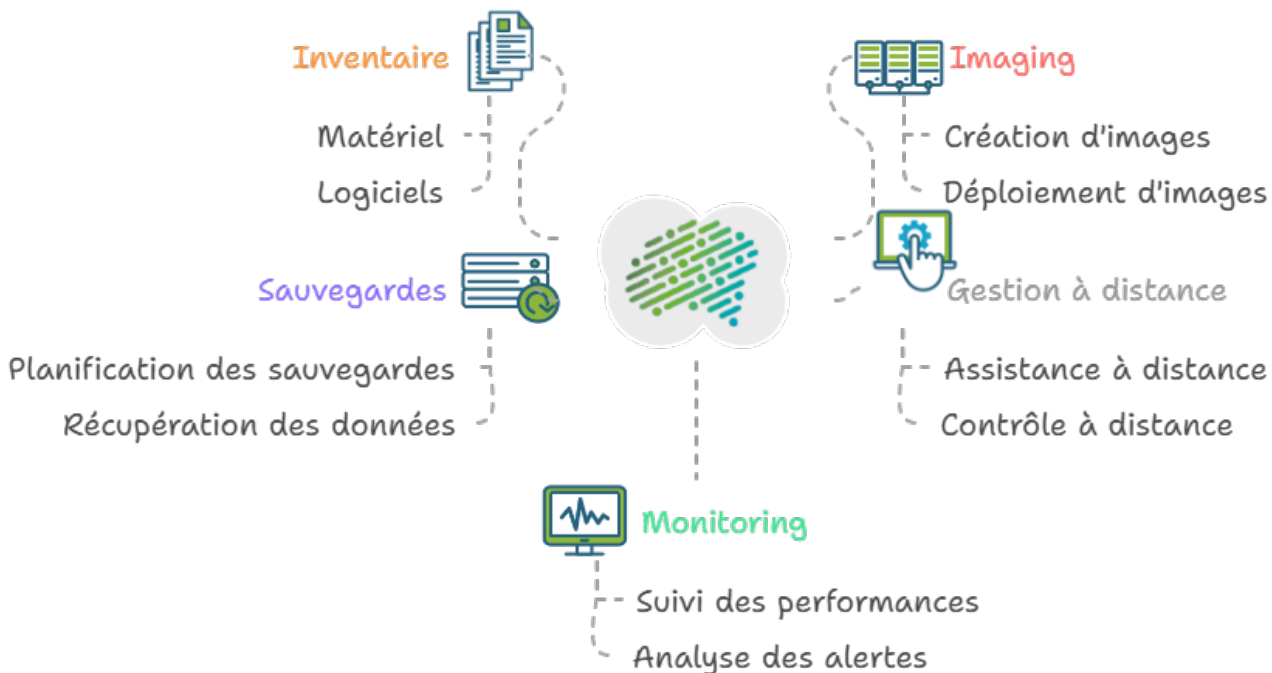 Inventaire
Matériel
Logiciels
Sauvegardes
Planification des sauvegardes
Récupération des données
Imaging
Création d'images
Déploiement d'images
Gestion à distance
Assistance à distance
Contrôle à distance
Monitoring
Suivi des performances
Analyse des alertes